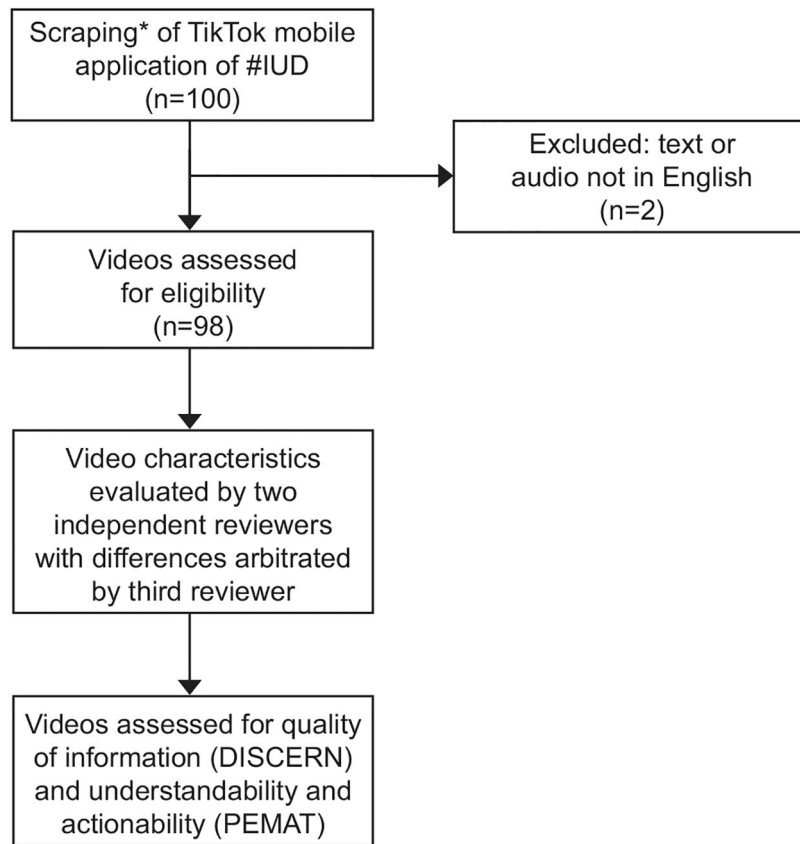 Scraping* of TikTok mobile
application of #IUD
(n=100)
Excluded: text or
audio not in English
(n=2)
Videos assessed
for eligibility
(n=98)
Video characteristics
evaluated by two
independent reviewers
with differences arbitrated
by third reviewer
Videos assessed for quality
of information (DISCERN)
and understandability and
actionability (PEMAT)